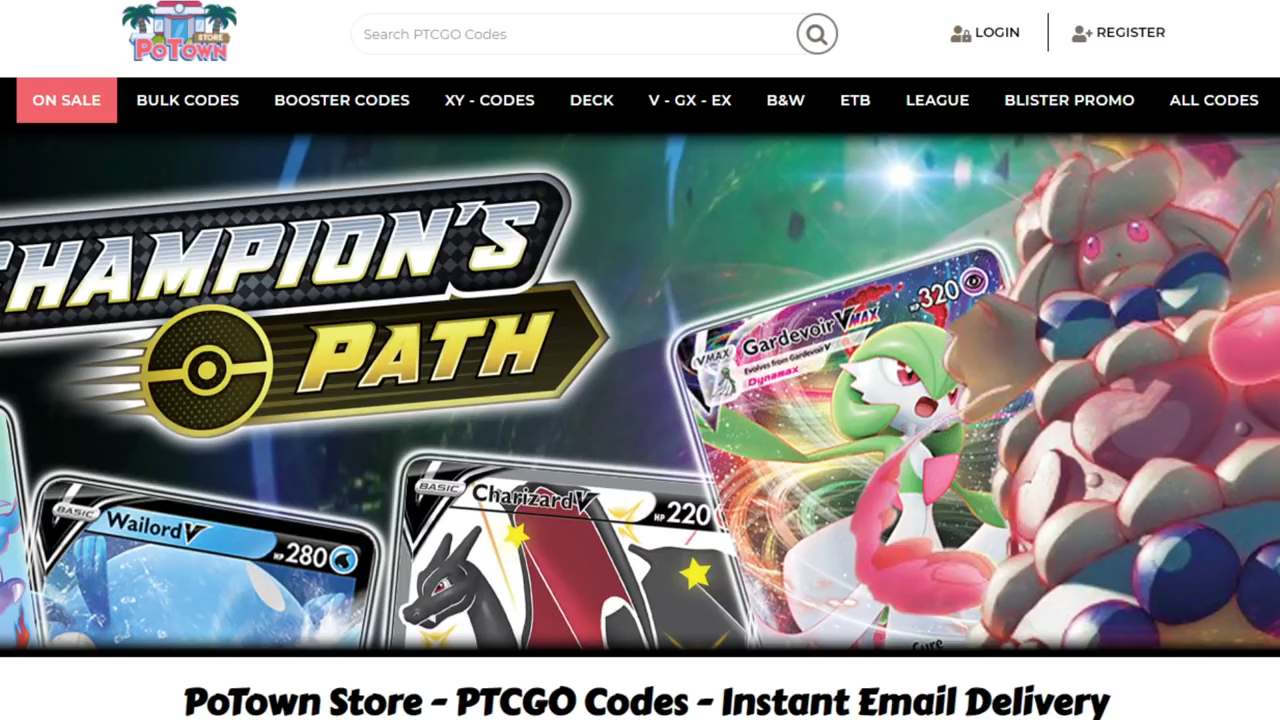 STORE
PoTown
Search PTCGO Codes
LOGIN
REGISTER
ON SALE
BULK CODES
BOOSTER CODES
XY - CODES
DECK
V - GX - EX
B&W
ETB
LEAGUE
BLISTER PROMO
ALL CODES
CHAMPION'S
PATH
VMAX
Gardevoir VMAX
HP 320
Evolves from Gardevoir V
Dynamax
BASIC
Wailord V
HP 280
BASIC
Charizard V
HP 220
PoTown Store - PTCGO Codes - Instant Email Delivery